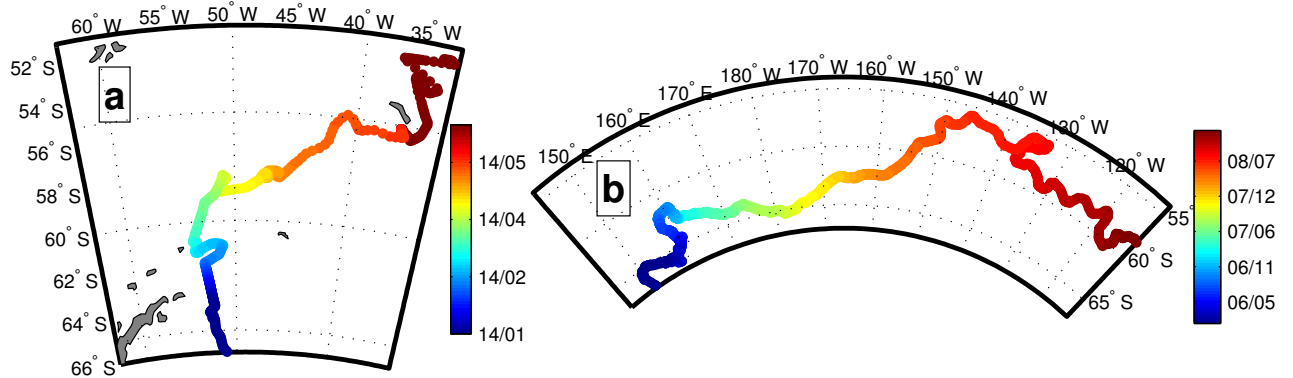 60° W
55° W
50° W
45° W
40° W
35° W
52° S
54° S
56° S
58° S
60° S
62° S
64° S
66° S
a
14/05
14/04
14/02
14/01
150° E
160° E
170° E
180° W
170° W
160° W
150° W
140° W
130° W
120° W
55°
60° S
65° S
b
08/07
07/12
07/06
06/11
06/05